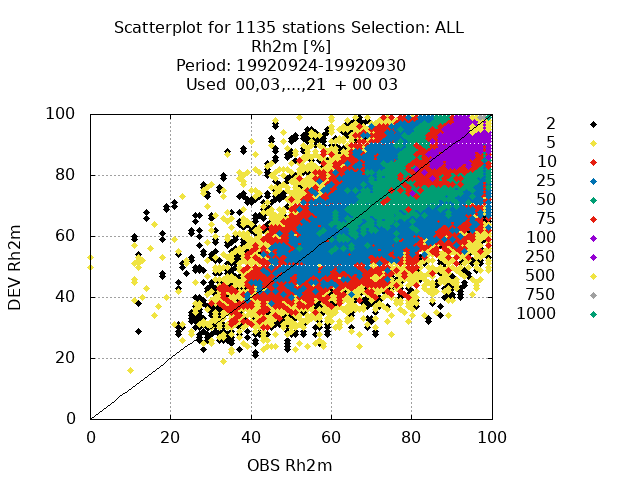 Scatterplot for 1135 stations Selection: ALL
Rh2m [%]
Period: 19920924-19920930
Used 00,03,...,21 + 00 03
100
80
60
40
20
0
DEV Rh2m
0 20 40 60 80 100
OBS Rh2m
2
5
10
25
50
75
100
250
500
750
1000